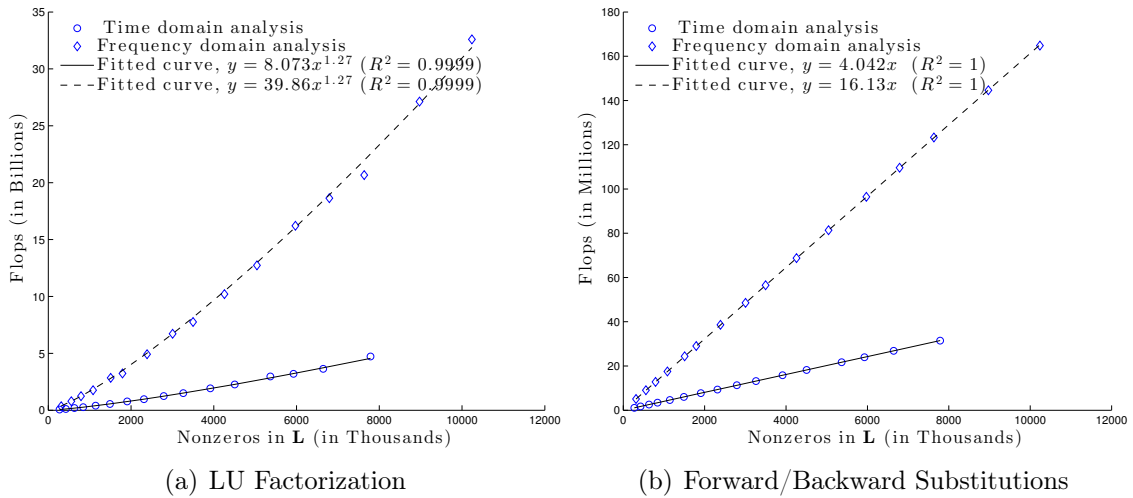 35
30
25
20
15
10
5
0
Flops (in Billions)
Time domain analysis
Frequency domain analysis
Fitted curve, y = 8.073x^1.27 (R^2 = 0.9999)
Fitted curve, y = 39.86x^1.27 (R^2 = 0.9999)
0 2000 4000 6000 8000 10000 12000
Nonzeros in L (in Thousands)
(a) LU Factorization
180
160
140
120
100
80
60
40
20
0
Flops (in Millions)
Time domain analysis
Frequency domain analysis
Fitted curve, y = 4.042x (R^2 = 1)
Fitted curve, y = 16.13x (R^2 = 1)
0 2000 4000 6000 8000 10000 12000
Nonzeros in L (in Thousands)
(b) Forward/Backward Substitutions